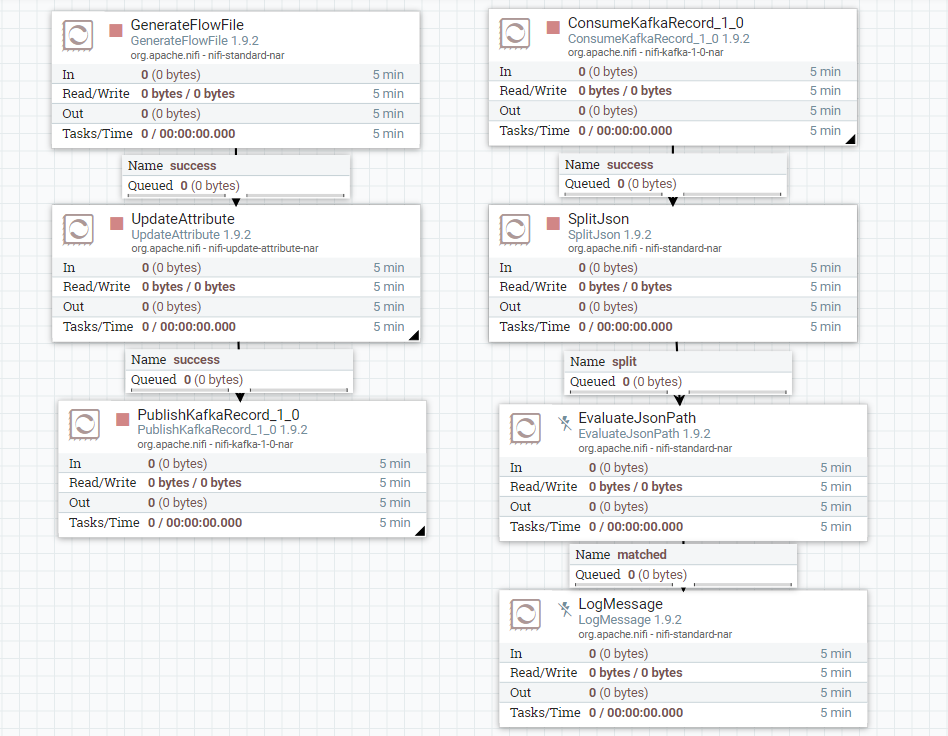 GenerateFlowFile
GenerateFlowFile 1.9.2
org.apache.nifi - nifi-standard-nar
In 0 (0 bytes) 5 min
Read/Write 0 bytes / 0 bytes 5 min
Out 0 (0 bytes) 5 min
Tasks/Time 0 / 00:00:00.000 5 min
Name success
Queued 0 (0 bytes)
UpdateAttribute
UpdateAttribute 1.9.2
org.apache.nifi - nifi-update-attribute-nar
In 0 (0 bytes) 5 min
Read/Write 0 bytes / 0 bytes 5 min
Out 0 (0 bytes) 5 min
Tasks/Time 0 / 00:00:00.000 5 min
Name success
Queued 0 (0 bytes)
PublishKafkaRecord_1_0
PublishKafkaRecord_1_0 1.9.2
org.apache.nifi - nifi-kafka-1-0-nar
In 0 (0 bytes) 5 min
Read/Write 0 bytes / 0 bytes 5 min
Out 0 (0 bytes) 5 min
Tasks/Time 0 / 00:00:00.000 5 min
ConsumeKafkaRecord_1_0
ConsumeKafkaRecord_1_0 1.9.2
org.apache.nifi - nifi-kafka-1-0-nar
In 0 (0 bytes) 5 min
Read/Write 0 bytes / 0 bytes 5 min
Out 0 (0 bytes) 5 min
Tasks/Time 0 / 00:00:00.000 5 min
Name success
Queued 0 (0 bytes)
SplitJson
SplitJson 1.9.2
org.apache.nifi - nifi-standard-nar
In 0 (0 bytes) 5 min
Read/Write 0 bytes / 0 bytes 5 min
Out 0 (0 bytes) 5 min
Tasks/Time 0 / 00:00:00.000 5 min
Name split
Queued 0 (0 bytes)
EvaluateJsonPath
EvaluateJsonPath 1.9.2
org.apache.nifi - nifi-standard-nar
In 0 (0 bytes) 5 min
Read/Write 0 bytes / 0 bytes 5 min
Out 0 (0 bytes) 5 min
Tasks/Time 0 / 00:00:00.000 5 min
Name matched
Queued 0 (0 bytes)
LogMessage
LogMessage 1.9.2
org.apache.nifi - nifi-standard-nar
In 0 (0 bytes) 5 min
Read/Write 0 bytes / 0 bytes 5 min
Out 0 (0 bytes) 5 min
Tasks/Time 0 / 00:00:00.000 5 min